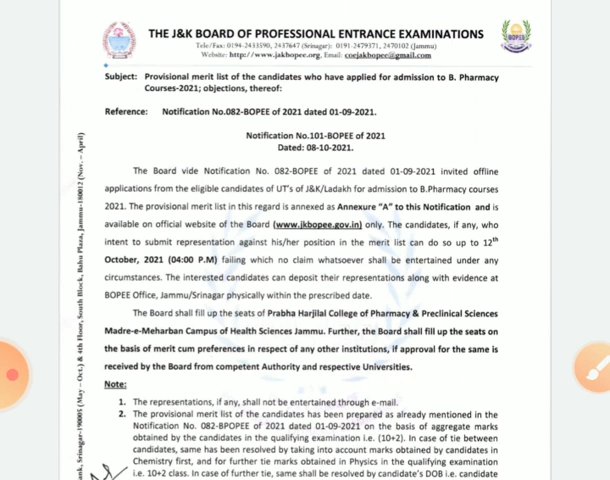 THE J&K BOARD OF PROFESSIONAL ENTRANCE EXAMINATIONS
Tele/Fax: 0194-2433590, 2437647 (Srinagar): 0191-2479371, 2470102 (Jammu)
Website: http://www.jakbopee.org, Email: coejakbopee@gmail.com
BOPEE
Subject: Provisional merit list of the candidates who have applied for admission to B. Pharmacy
Courses-2021; objections, thereof:
Reference: Notification No.082-BOPEE of 2021 dated 01-09-2021.
Notification No.101-BOPEE of 2021
Dated: 08-10-2021.
The Board vide Notification No. 082-BOPEE of 2021 dated 01-09-2021 invited offline
applications from the eligible candidates of UT's of J&K/Ladakh for admission to B.Pharmacy courses
2021. The provisional merit list in this regard is annexed as Annexure "A" to this Notification and is
available on official website of the Board (www.jkbopee.gov.in) only. The candidates, if any, who
intent to submit representation against his/her position in the merit list can do so up to 12th
October, 2021 (04:00 P.M) failing which no claim whatsoever shall be entertained under any
circumstances. The interested candidates can deposit their representations along with evidence at
BOPEE Office, Jammu/Srinagar physically within the prescribed date.
The Board shall fill up the seats of Prabha Harjilal College of Pharmacy & Preclinical Sciences
Madre-e-Meharban Campus of Health Sciences Jammu. Further, the Board shall fill up the seats on
the basis of merit cum preferences in respect of any other institutions, if approval for the same is
received by the Board from competent Authority and respective Universities.
Note:
1. The representations, if any, shall not be entertained through e-mail.
2. The provisional merit list of the candidates has been prepared as already mentioned in the
Notification No. 082-BPOPEE of 2021 dated 01-09-2021 on the basis of aggregate marks
obtained by the candidates in the qualifying examination i.e. (10+2). In case of tie between
candidates, same has been resolved by taking into account marks obtained by candidates in
Chemistry first, and for further tie marks obtained in Physics in the qualifying examination
i.e. 10+2 class. In case of further tie, same shall be resolved by candidate's DOB i.e. candidate
ank, Srinagar-190005 (May – Oct.) & 4th Floor, South Block, Bahu Plaza, Jammu-180012 (Nov. – April)